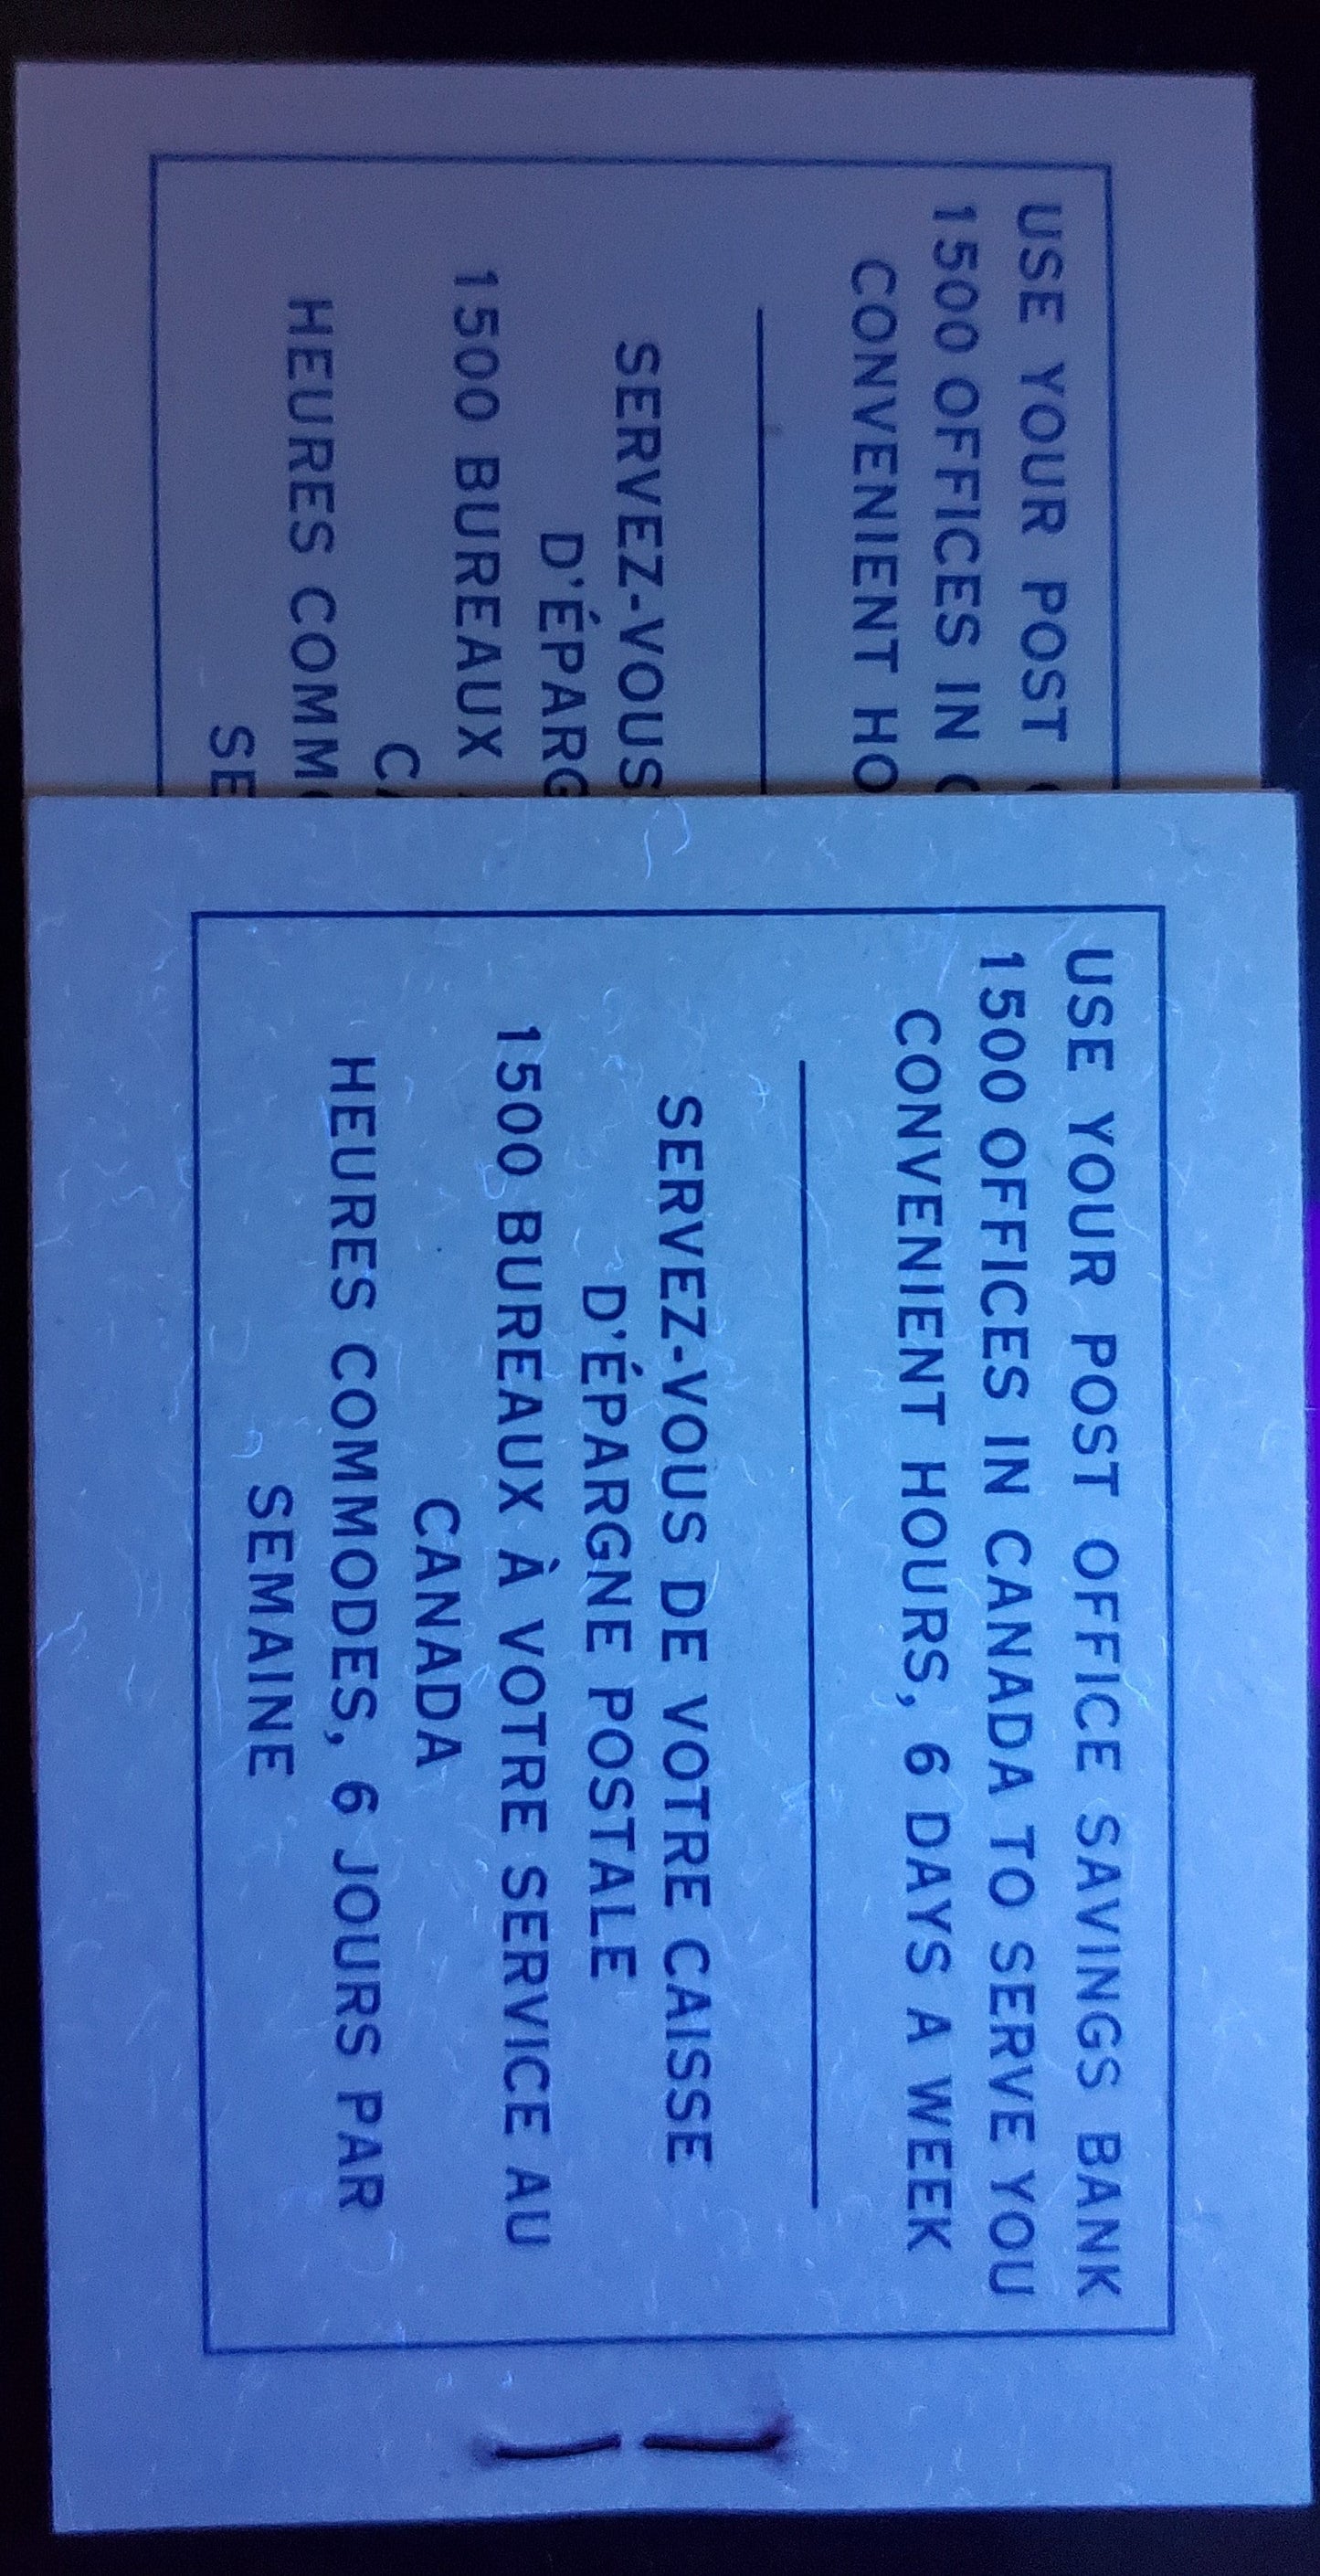 USE YOUR POST
1500 OFFICES IN
CONVENIENT HO
SERVEZ-VOUS
D'ÉPARG
1500 BUREAUX
CA
HEURES COMM
SE
USE YOUR POST OFFICE SAVINGS BANK
1500 OFFICES IN CANADA TO SERVE YOU
CONVENIENT HOURS, 6 DAYS A WEEK
SERVEZ-VOUS DE VOTRE CAISSE
D'ÉPARGNE POSTALE
1500 BUREAUX À VOTRE SERVICE AU
CANADA
HEURES COMMODES, 6 JOURS PAR
SEMAINE